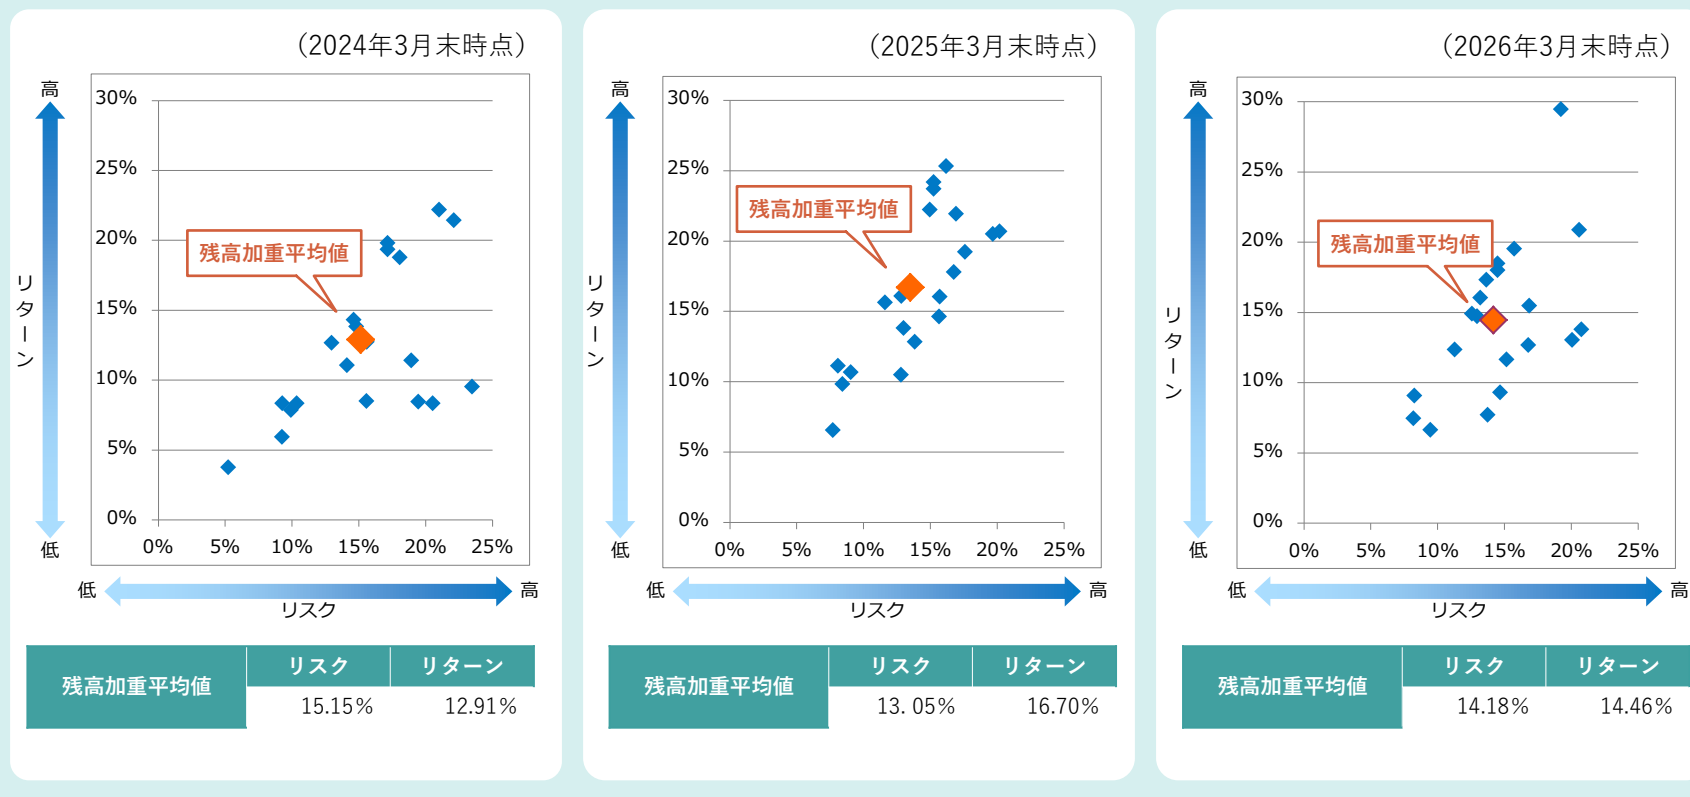 （2024年3月末時点）
高
リターン
低
30%
25%
20%
15%
10%
5%
0%
残高加重平均値
0% 5% 10% 15% 20% 25%
低 高
リスク
残高加重平均値 リスク リターン
15.15% 12.91%
（2025年3月末時点）
高
リターン
低
30%
25%
20%
15%
10%
5%
0%
残高加重平均値
0% 5% 10% 15% 20% 25%
低 高
リスク
残高加重平均値 リスク リターン
13. 05% 16.70%
（2026年3月末時点）
高
リターン
低
30%
25%
20%
15%
10%
5%
0%
残高加重平均値
0% 5% 10% 15% 20% 25%
低 高
リスク
残高加重平均値 リスク リターン
14.18% 14.46%